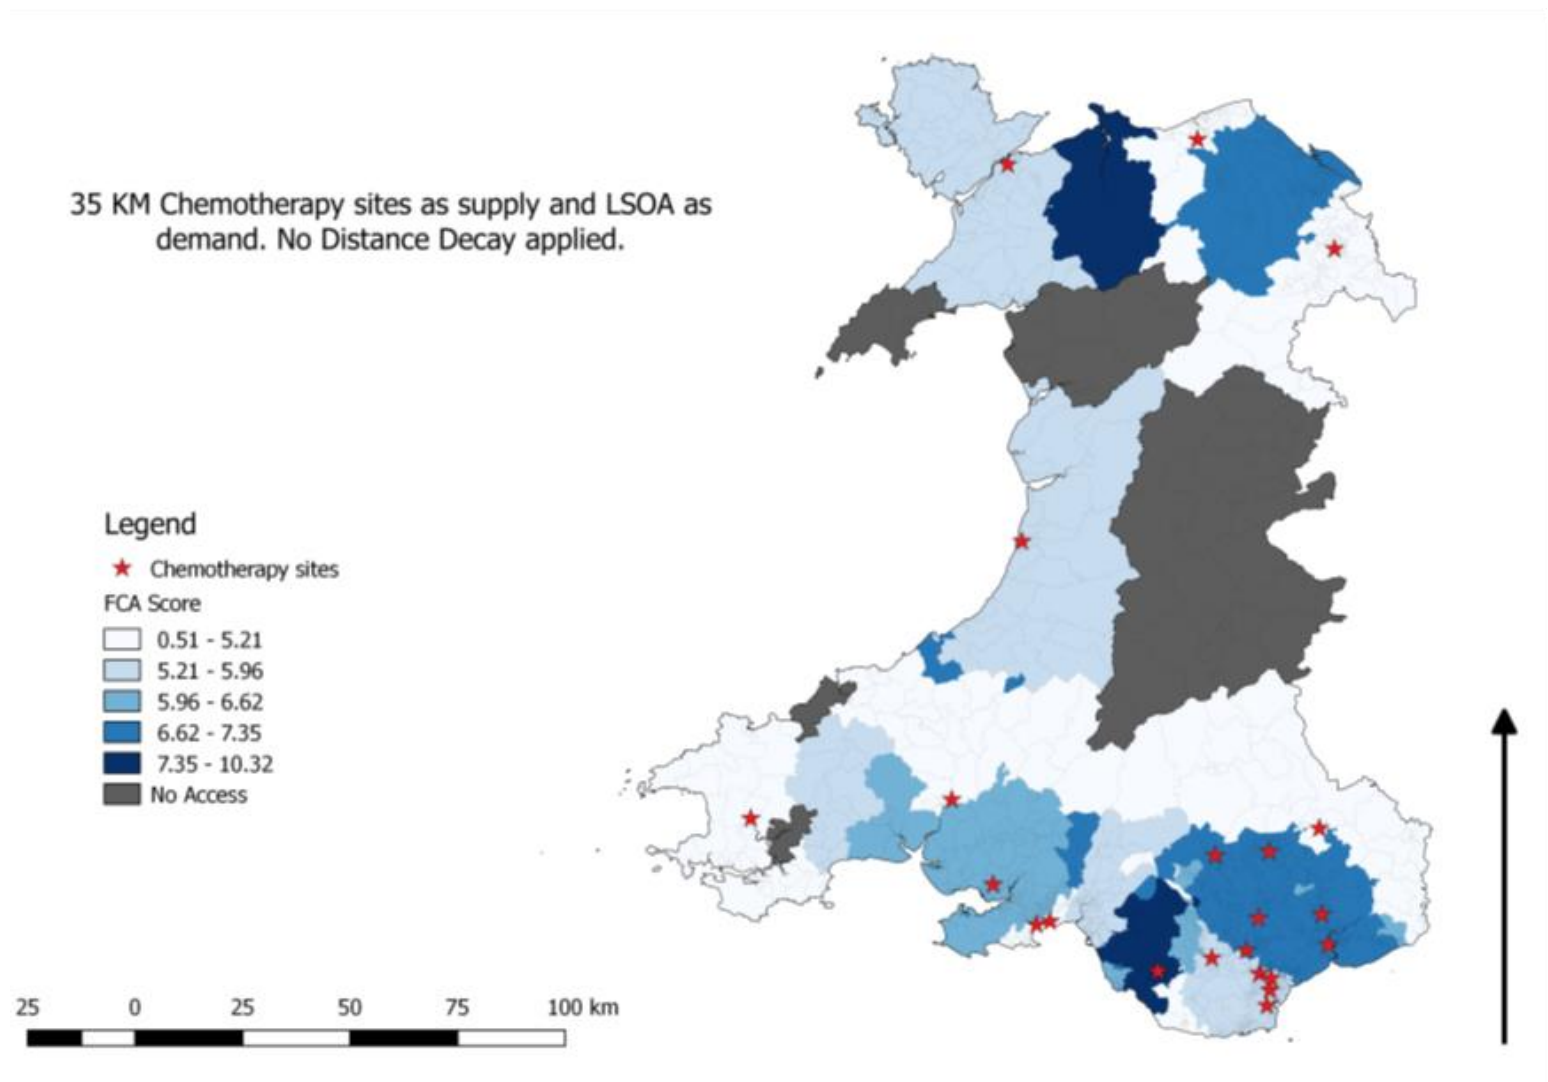 35 KM Chemotherapy sites as supply and LSOA as
demand. No Distance Decay applied.
Legend
Chemotherapy sites
FCA Score
0.51 - 5.21
5.21 - 5.96
5.96 - 6.62
6.62 - 7.35
7.35 - 10.32
No Access
25 0 25 50 75 100 km